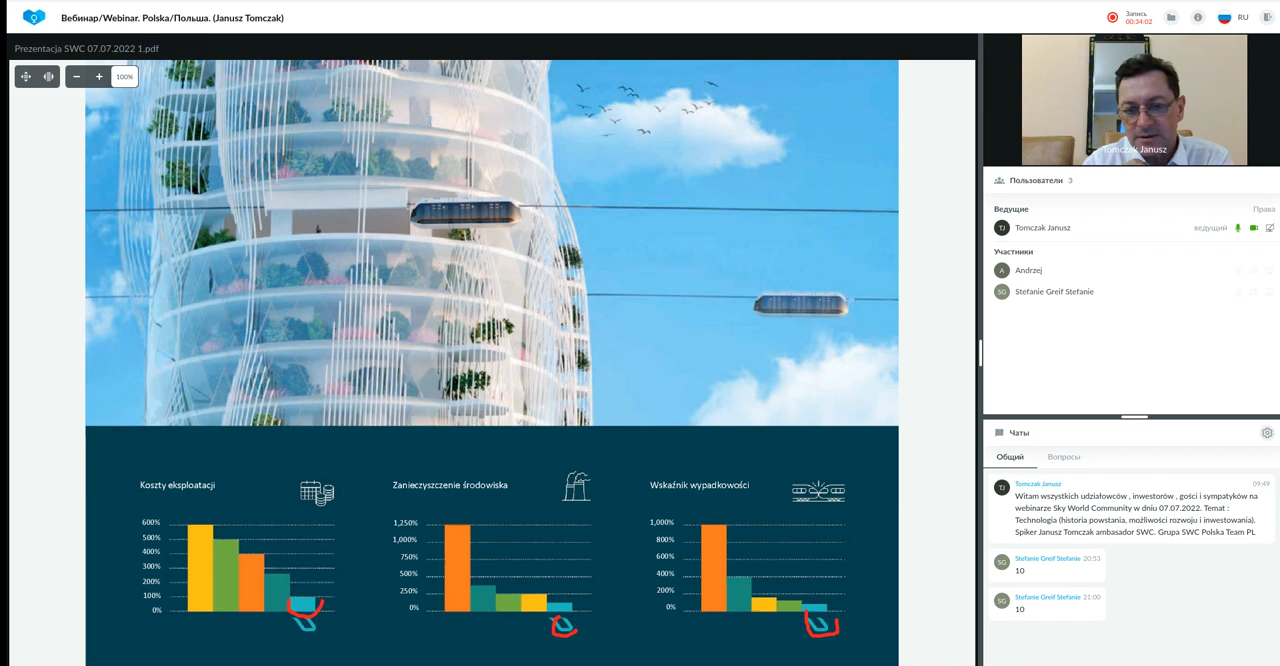 Вебинар/Webinar. Polska/Польша. (Janusz Tomczak)
Запись
00:34:02
RU
Prezentacja SWC 07.07.2022 1.pdf
100%
Tomczak Janusz
Пользователи 3
Ведущие Права
TJ Tomczak Janusz ведущий
Участники
A Andrzej
SG Stefanie Greif Stefanie
Чаты
Общий Вопросы
TJ Tomczak Janusz 09:49
Witam wszystkich udziałowców , inwestorów , gości i sympatyków na
webinarze Sky World Community w dniu 07.07.2022. Temat :
Technologia (historia powstania, możliwości rozwoju i inwestowania).
Spiker Janusz Tomczak ambasador SWC. Grupa SWC Polska Team PL
SG Stefanie Greif Stefanie 20:53
10
SG Stefanie Greif Stefanie 21:00
10
Koszty eksploatacji
600%
500%
400%
300%
200%
100%
0%
Zanieczyszczenie środowiska
1,250%
1,000%
750%
500%
250%
0%
Wskaźnik wypadkowości
1,000%
800%
600%
400%
200%
0%